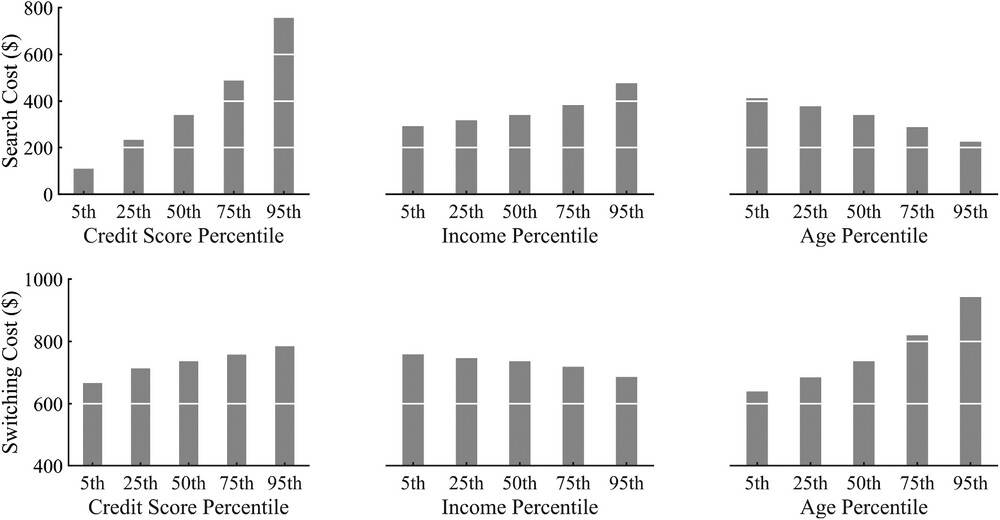 Search Cost ($)
800
600
400
200
0
5th 25th 50th 75th 95th
Credit Score Percentile
5th 25th 50th 75th 95th
Income Percentile
5th 25th 50th 75th 95th
Age Percentile
Switching Cost ($)
1000
800
600
400
5th 25th 50th 75th 95th
Credit Score Percentile
5th 25th 50th 75th 95th
Income Percentile
5th 25th 50th 75th 95th
Age Percentile